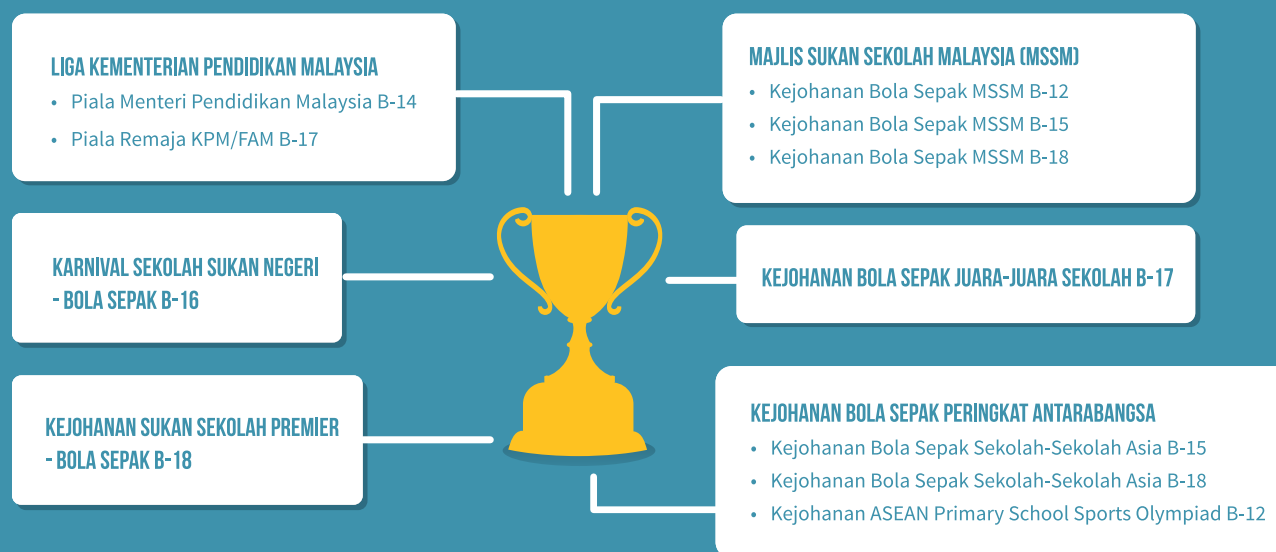 LIGA KEMENTERIAN PENDIDIKAN MALAYSIA
• Piala Menteri Pendidikan Malaysia B-14
• Piala Remaja KPM/FAM B-17
KARNIVAL SEKOLAH SUKAN NEGERI
- BOLA SEPAK B-16
KEJOHANAN SUKAN SEKOLAH PREMIER
- BOLA SEPAK B-18
MAJLIS SUKAN SEKOLAH MALAYSIA (MSSM)
• Kejohanan Bola Sepak MSSM B-12
• Kejohanan Bola Sepak MSSM B-15
• Kejohanan Bola Sepak MSSM B-18
KEJOHANAN BOLA SEPAK JUARA-JUARA SEKOLAH B-17
KEJOHANAN BOLA SEPAK PERINGKAT ANTARABANGSA
• Kejohanan Bola Sepak Sekolah-Sekolah Asia B-15
• Kejohanan Bola Sepak Sekolah-Sekolah Asia B-18
• Kejohanan ASEAN Primary School Sports Olympiad B-12